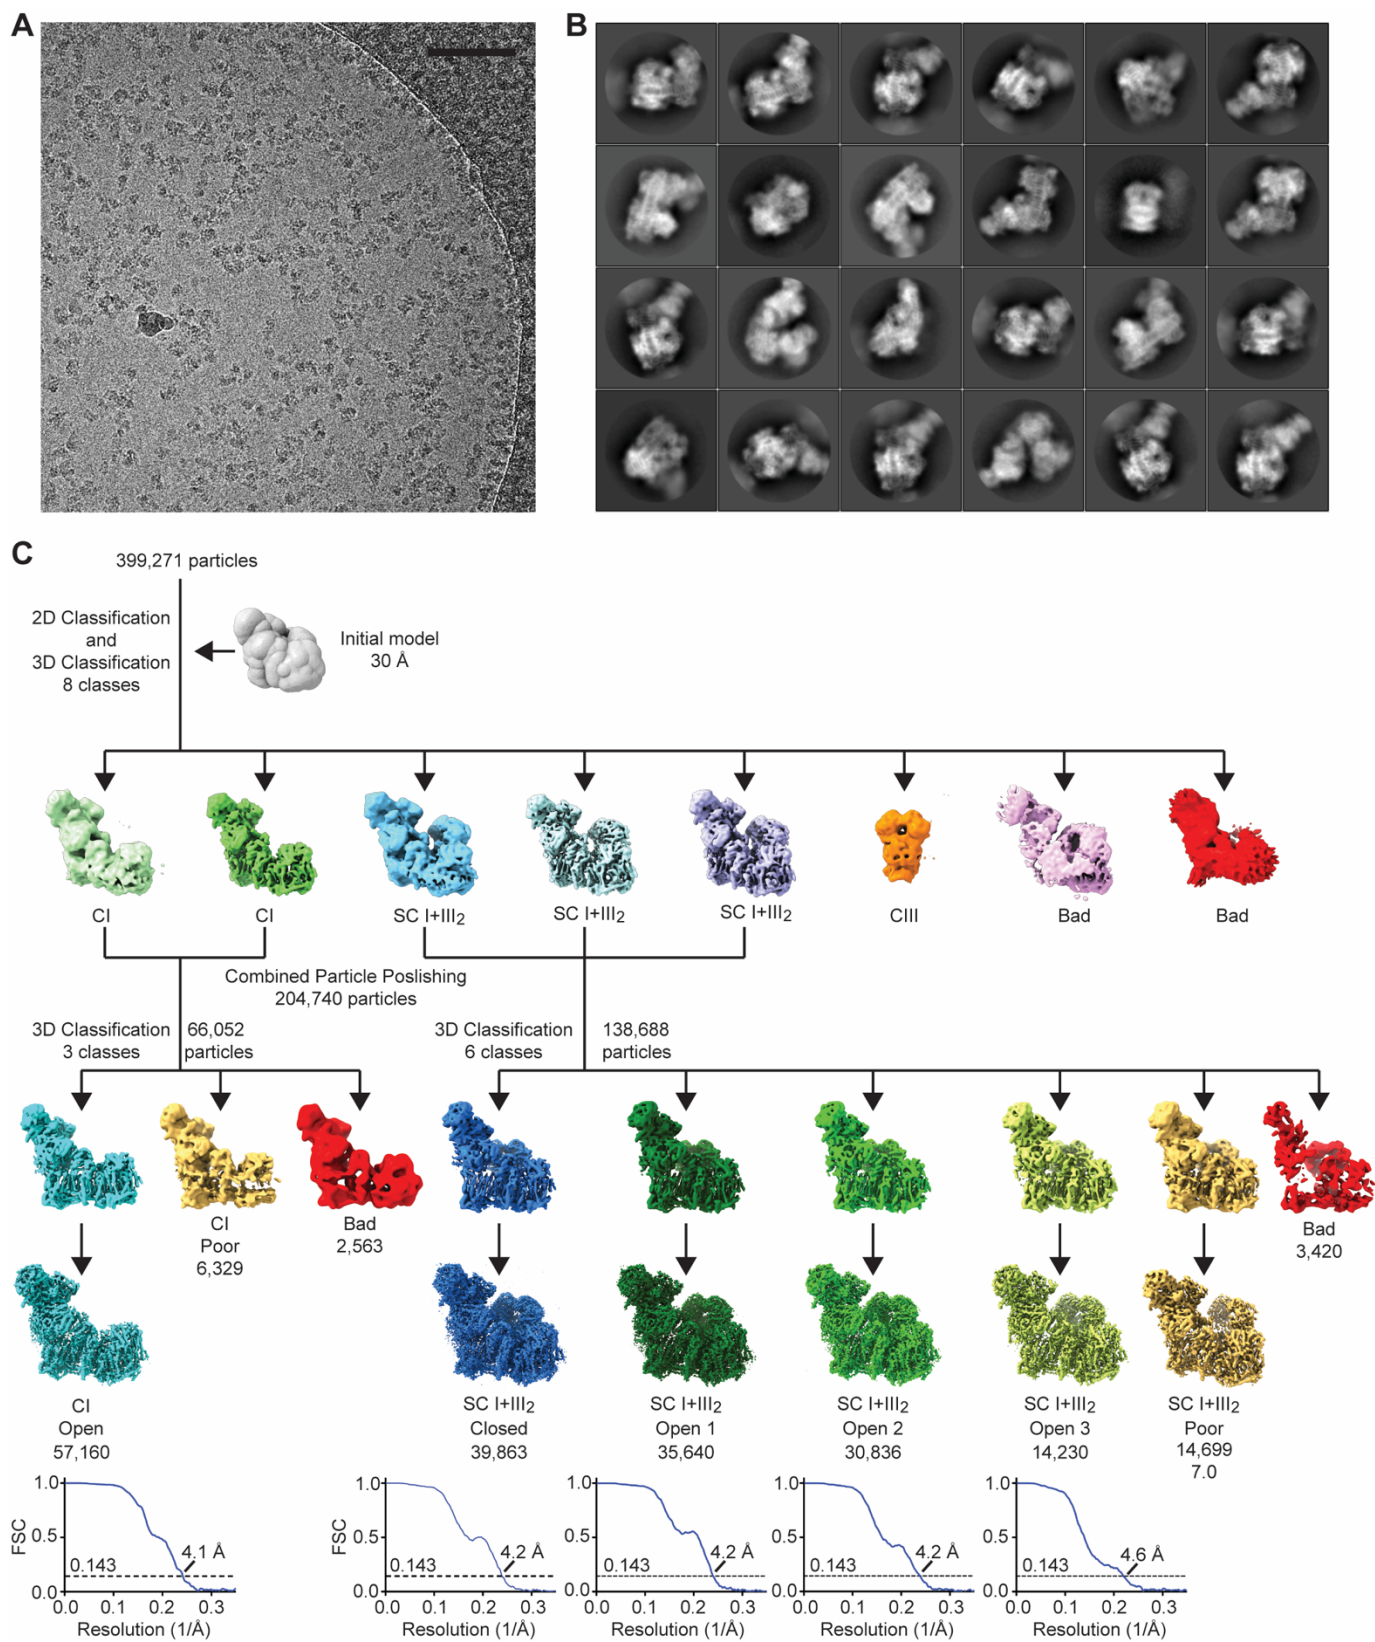 A
B
C
399,271 particles
2D Classification
and
3D Classification
8 classes
Initial model
30 Å
CI
CI
SC I+III2
SC I+III2
SC I+III2
CIII
Bad
Bad
Combined Particle Poslishing
204,740 particles
3D Classification
3 classes
66,052
particles
3D Classification
6 classes
138,688
particles
CI
Poor
6,329
Bad
2,563
Bad
3,420
CI
Open
57,160
SC I+III2
Closed
39,863
SC I+III2
Open 1
35,640
SC I+III2
Open 2
30,836
SC I+III2
Open 3
14,230
SC I+III2
Poor
14,699
7.0
FSC
1.0
0.5
0.0
0.143
4.1 Å
0.0 0.1 0.2 0.3
Resolution (1/Å)
FSC
1.0
0.5
0.0
0.143
4.2 Å
0.0 0.1 0.2 0.3
Resolution (1/Å)
1.0
0.5
0.0
0.143
4.2 Å
0.0 0.1 0.2 0.3
Resolution (1/Å)
1.0
0.5
0.0
0.143
4.2 Å
0.0 0.1 0.2 0.3
Resolution (1/Å)
1.0
0.5
0.0
0.143
4.6 Å
0.0 0.1 0.2 0.3
Resolution (1/Å)